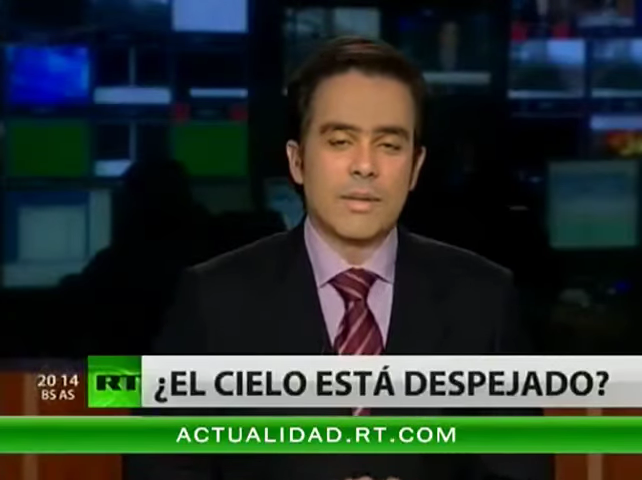 20 14
BS AS
RT
¿EL CIELO ESTÁ DESPEJADO?
ACTUALIDAD.RT.COM